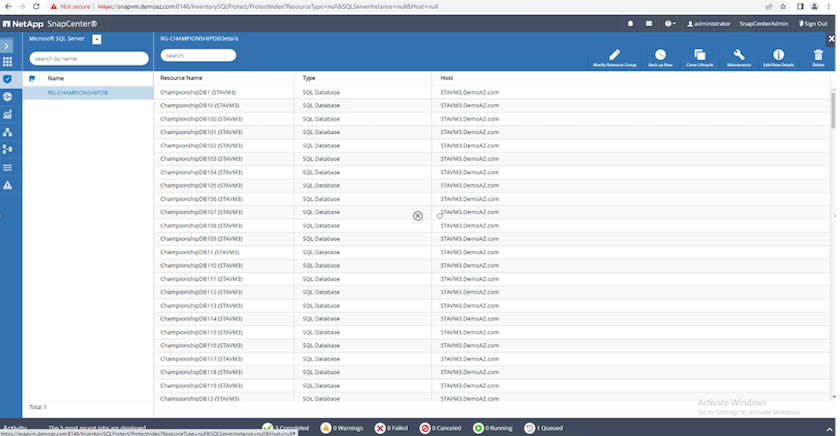 Not secure https://snapvm.demoaz.com:8146/InventorySQLProtect/ProtectIndex?ResourceType=null&SQLServerInstance=null&Host=null
NetApp SnapCenter® administrator SnapCenterAdmin Sign Out
Microsoft SQL Server RG-CHAMPIONSHIPDBDetails
search by name search
Modify Resource Group Back up Now Clone Lifecycle Maintenance Edit/View Details Delete
Name Resource Name Type Host
RG-CHAMPIONSHIPDB ChampionshipDB1 (STAVM3) SQL Database STAVM3.DemoAZ.com
ChampionshipDB10 (STAVM3) SQL Database STAVM3.DemoAZ.com
ChampionshipDB100 (STAVM3) SQL Database STAVM3.DemoAZ.com
ChampionshipDB101 (STAVM3) SQL Database STAVM3.DemoAZ.com
ChampionshipDB102 (STAVM3) SQL Database STAVM3.DemoAZ.com
ChampionshipDB103 (STAVM3) SQL Database STAVM3.DemoAZ.com
ChampionshipDB104 (STAVM3) SQL Database STAVM3.DemoAZ.com
ChampionshipDB105 (STAVM3) SQL Database STAVM3.DemoAZ.com
ChampionshipDB106 (STAVM3) SQL Database STAVM3.DemoAZ.com
ChampionshipDB107 (STAVM3) SQL Database STAVM3.DemoAZ.com
ChampionshipDB108 (STAVM3) SQL Database STAVM3.DemoAZ.com
ChampionshipDB109 (STAVM3) SQL Database STAVM3.DemoAZ.com
ChampionshipDB11 (STAVM3) SQL Database STAVM3.DemoAZ.com
ChampionshipDB110 (STAVM3) SQL Database STAVM3.DemoAZ.com
ChampionshipDB111 (STAVM3) SQL Database STAVM3.DemoAZ.com
ChampionshipDB112 (STAVM3) SQL Database STAVM3.DemoAZ.com
ChampionshipDB113 (STAVM3) SQL Database STAVM3.DemoAZ.com
ChampionshipDB114 (STAVM3) SQL Database STAVM3.DemoAZ.com
ChampionshipDB115 (STAVM3) SQL Database STAVM3.DemoAZ.com
ChampionshipDB116 (STAVM3) SQL Database STAVM3.DemoAZ.com
ChampionshipDB117 (STAVM3) SQL Database STAVM3.DemoAZ.com
ChampionshipDB118 (STAVM3) SQL Database STAVM3.DemoAZ.com
ChampionshipDB119 (STAVM3) SQL Database STAVM3.DemoAZ.com
ChampionshipDB12 (STAVM3) SQL Database STAVM3.DemoAZ.com
Total 1
Activate Windows
Go to Settings to activate Windows.
Activity The 5 most recent jobs are displayed Completed 0 Warnings 0 Failed 0 Canceled 0 Running 1 Queued
https://snapvm.demoaz.com:8146/InventorySQLProtect/ProtectIndex?ResourceType=null&SQLServerInstance=null&Host=null#